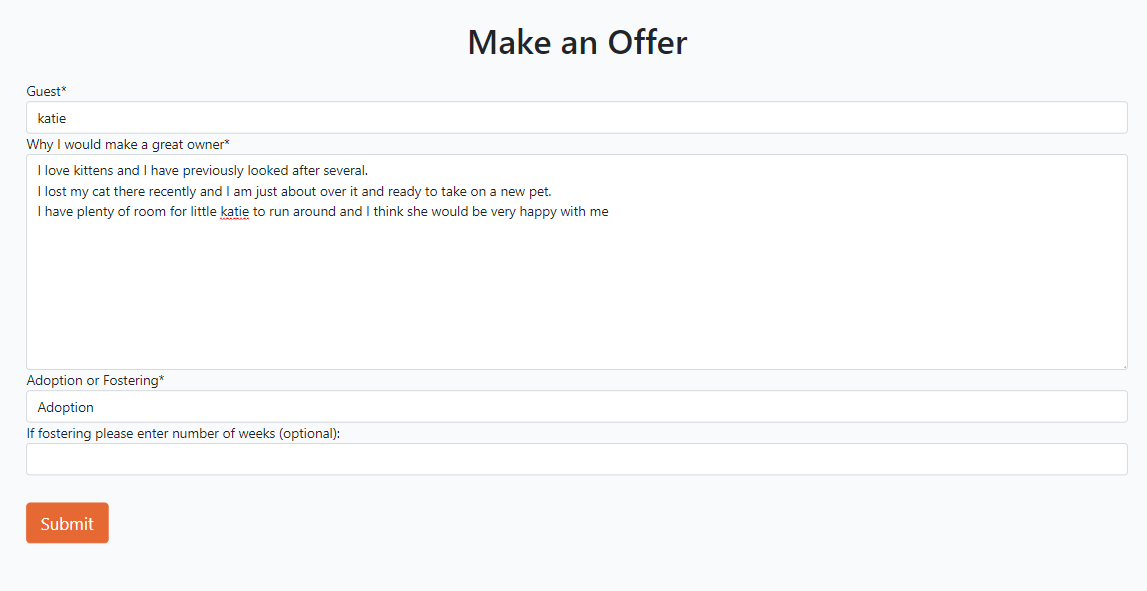 Make an Offer
Guest*
katie
Why I would make a great owner*
I love kittens and I have previously looked after several.
I lost my cat there recently and I am just about over it and ready to take on a new pet.
I have plenty of room for little katie to run around and I think she would be very happy with me
Adoption or Fostering*
Adoption
If fostering please enter number of weeks (optional):
Submit